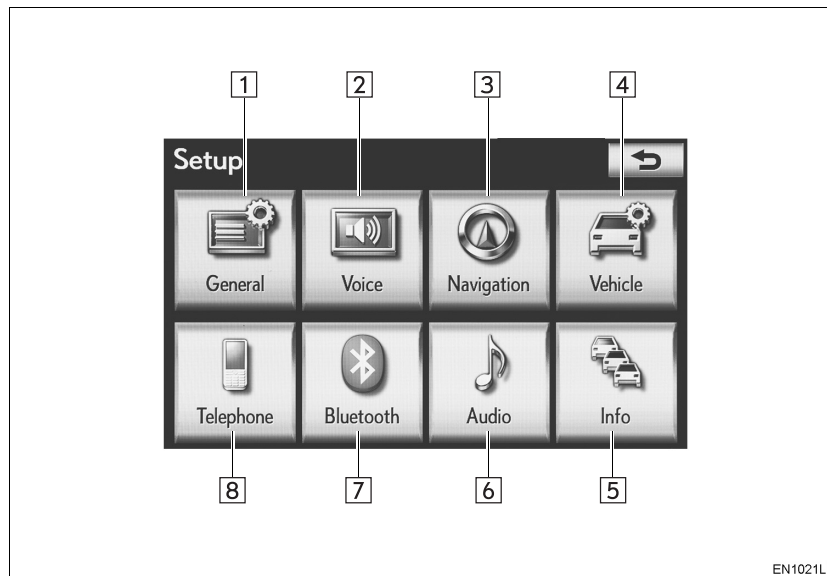 1 2 3 4
Setup
General Voice Navigation Vehicle
Telephone Bluetooth Audio Info
8 7 6 5
EN1021L